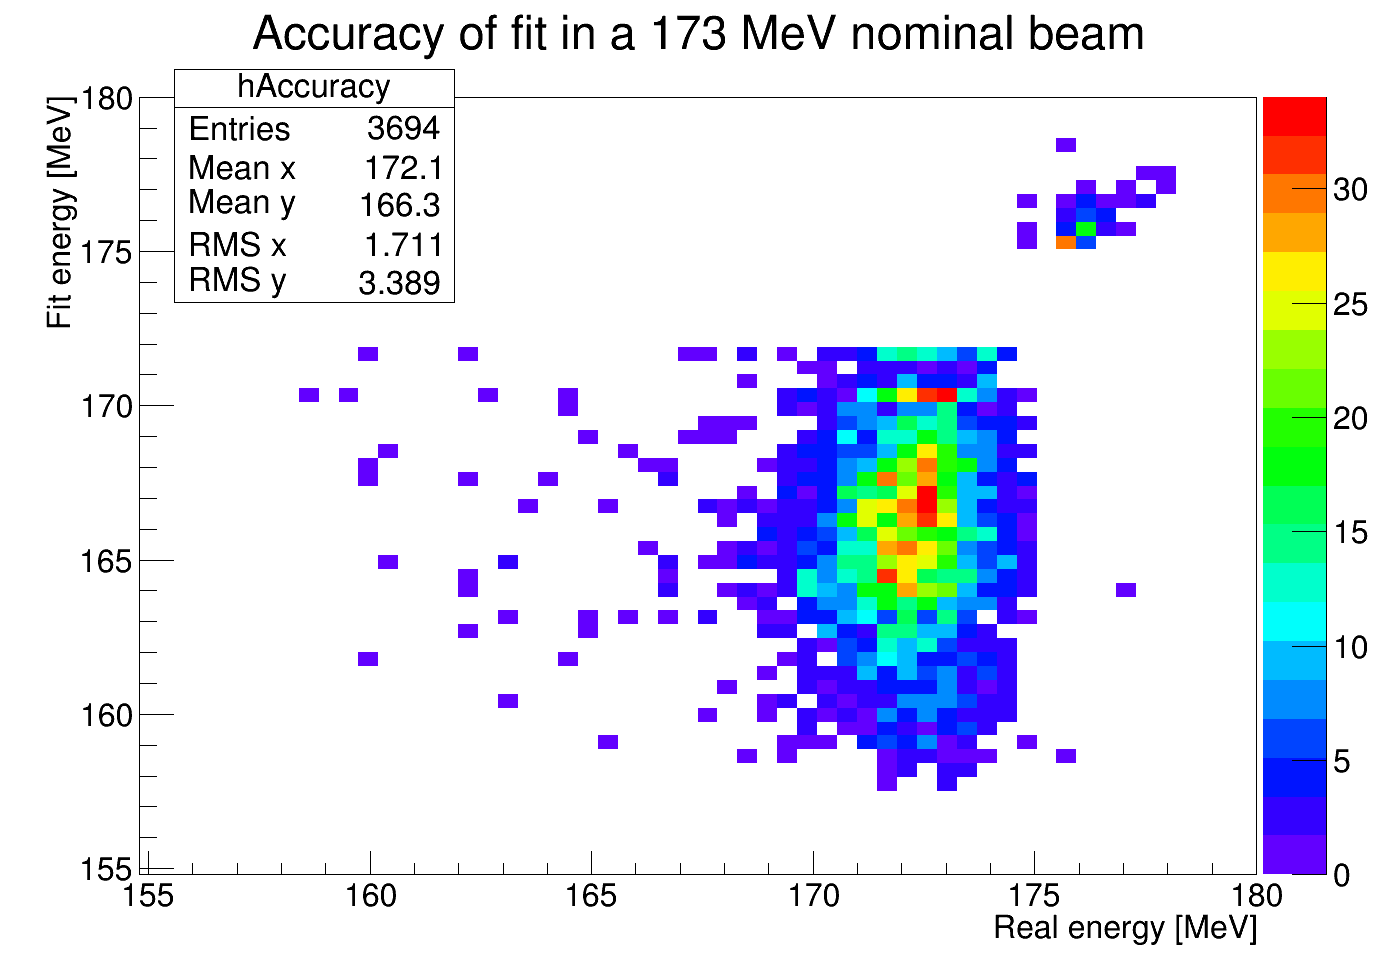 Accuracy of fit in a 173 MeV nominal beam
hAccuracy
Entries 3694
Mean x 172.1
Mean y 166.3
RMS x 1.711
RMS y 3.389
Fit energy [MeV]
180
175
170
165
160
155
155 160 165 170 175 180
Real energy [MeV]
30
25
20
15
10
5
0